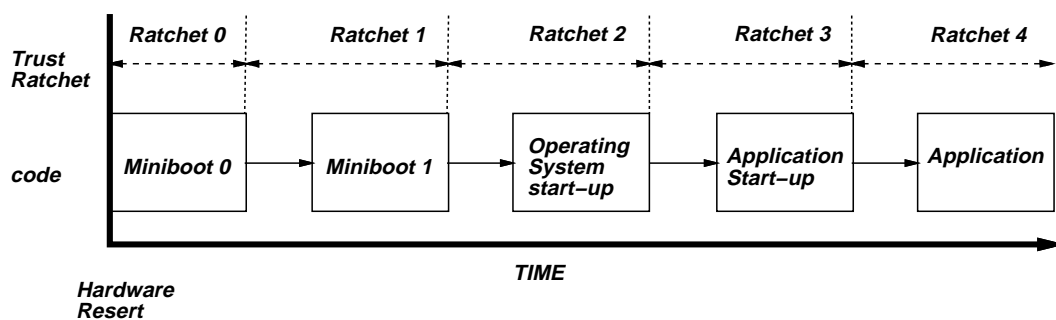 Ratchet 0 Ratchet 1 Ratchet 2 Ratchet 3 Ratchet 4
Trust
Ratchet
code
Miniboot 0
Miniboot 1
Operating
System
start-up
Application
Start-up
Application
TIME
Hardware
Resert